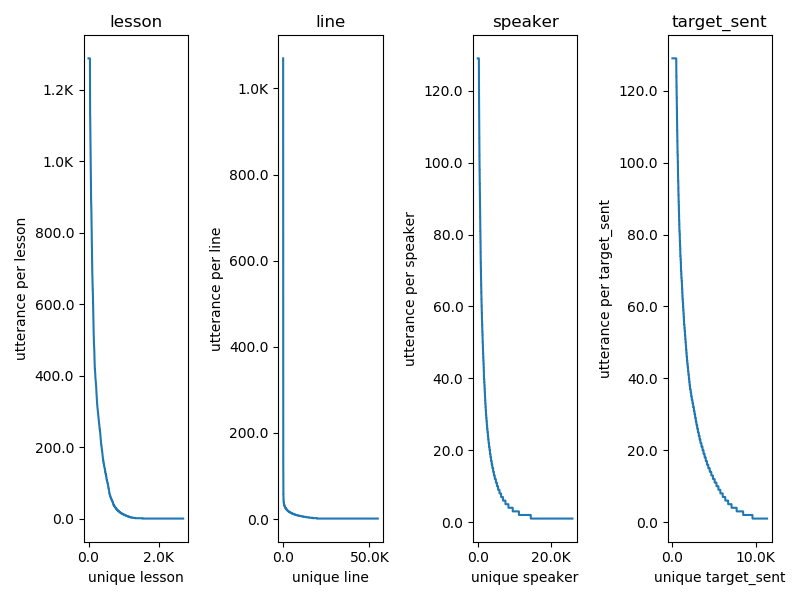 lesson
line
speaker
target_sent
utterance per lesson
1.2K
1.0K
800.0
600.0
400.0
200.0
0.0
0.0 2.0K
unique lesson
utterance per line
1.0K
800.0
600.0
400.0
200.0
0.0
0.0 50.0K
unique line
utterance per speaker
120.0
100.0
80.0
60.0
40.0
20.0
0.0
0.0 20.0K
unique speaker
utterance per target_sent
120.0
100.0
80.0
60.0
40.0
20.0
0.0
0.0 10.0K
unique target_sent